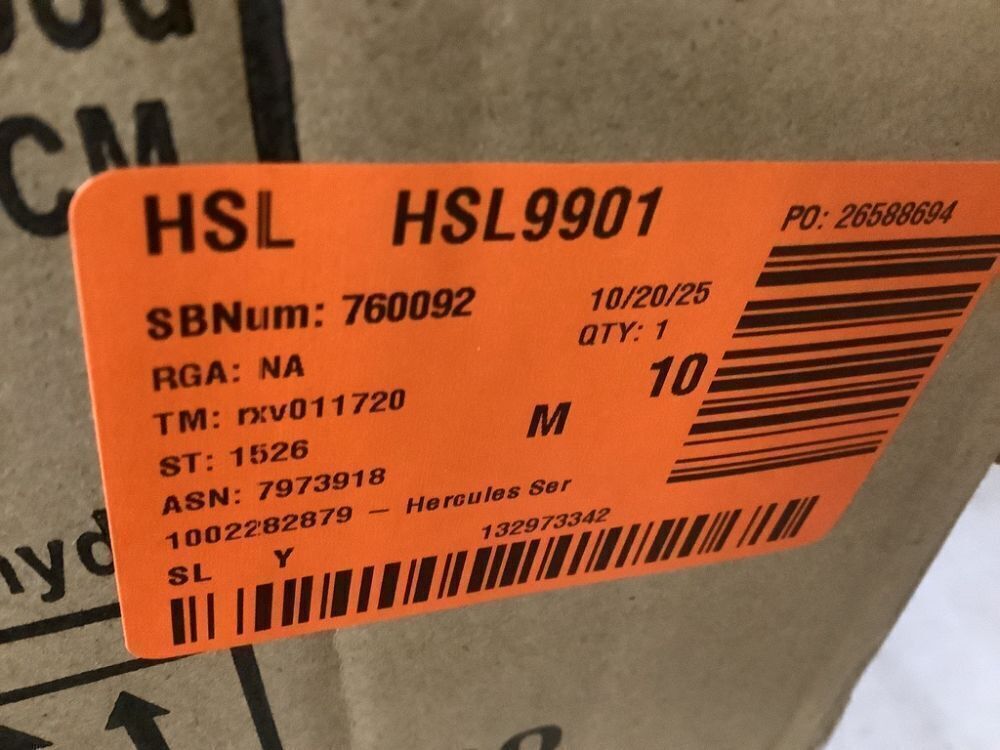 CM
HSL HSL9901 PO: 26588694
SBNum: 760092 10/20/25
QTY: 1
RGA: NA 10
TM: rxv011720 M
ST: 1526
ASN: 7973918
1002282879 - Hercules Ser
SL Y 132973342
hyd